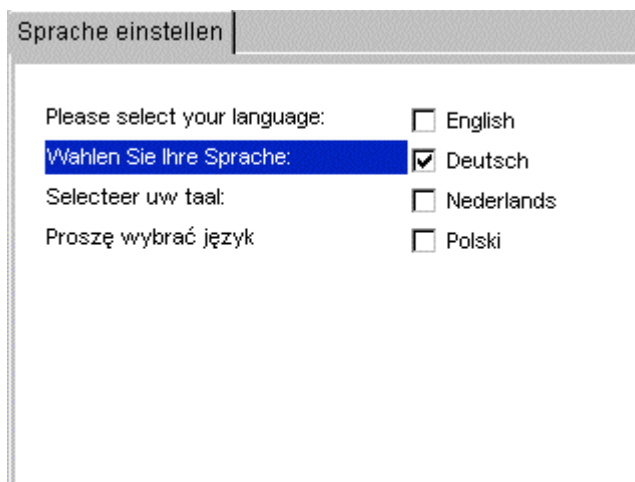 Sprache einstellen
Please select your language: English
Wahlen Sie Ihre Sprache: Deutsch
Selecteer uw taal: Nederlands
Proszę wybrać język Polski